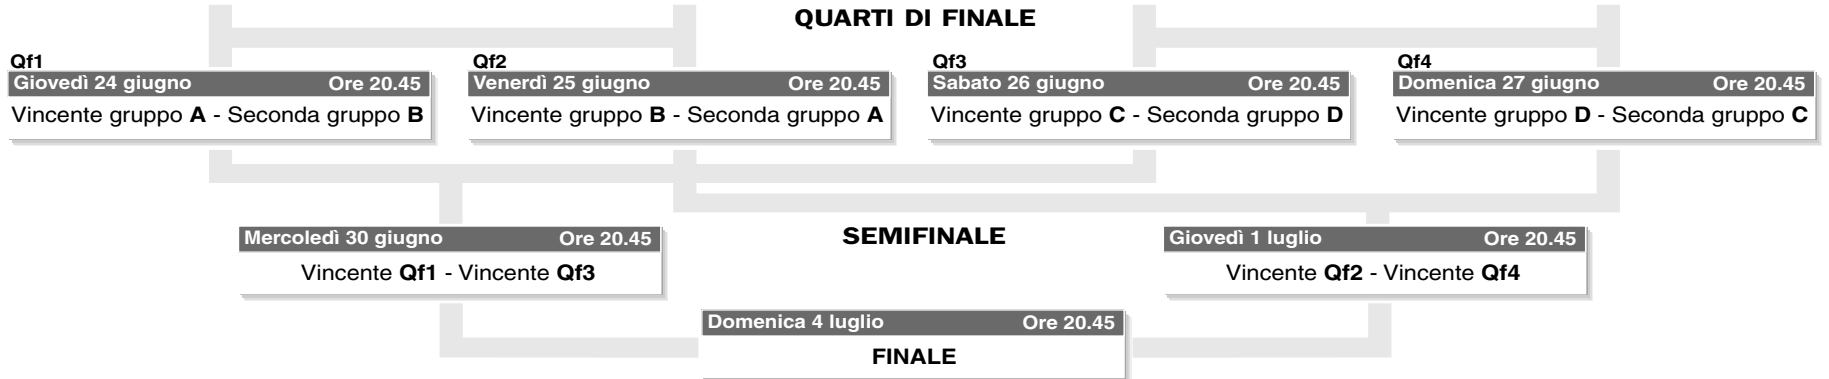 QUARTI DI FINALE
Qf1
Giovedì 24 giugno Ore 20.45
Vincente gruppo A - Seconda gruppo B
Qf2
Venerdì 25 giugno Ore 20.45
Vincente gruppo B - Seconda gruppo A
Qf3
Sabato 26 giugno Ore 20.45
Vincente gruppo C - Seconda gruppo D
Qf4
Domenica 27 giugno Ore 20.45
Vincente gruppo D - Seconda gruppo C
SEMIFINALE
Mercoledì 30 giugno Ore 20.45
Vincente Qf1 - Vincente Qf3
Giovedì 1 luglio Ore 20.45
Vincente Qf2 - Vincente Qf4
Domenica 4 luglio Ore 20.45
FINALE